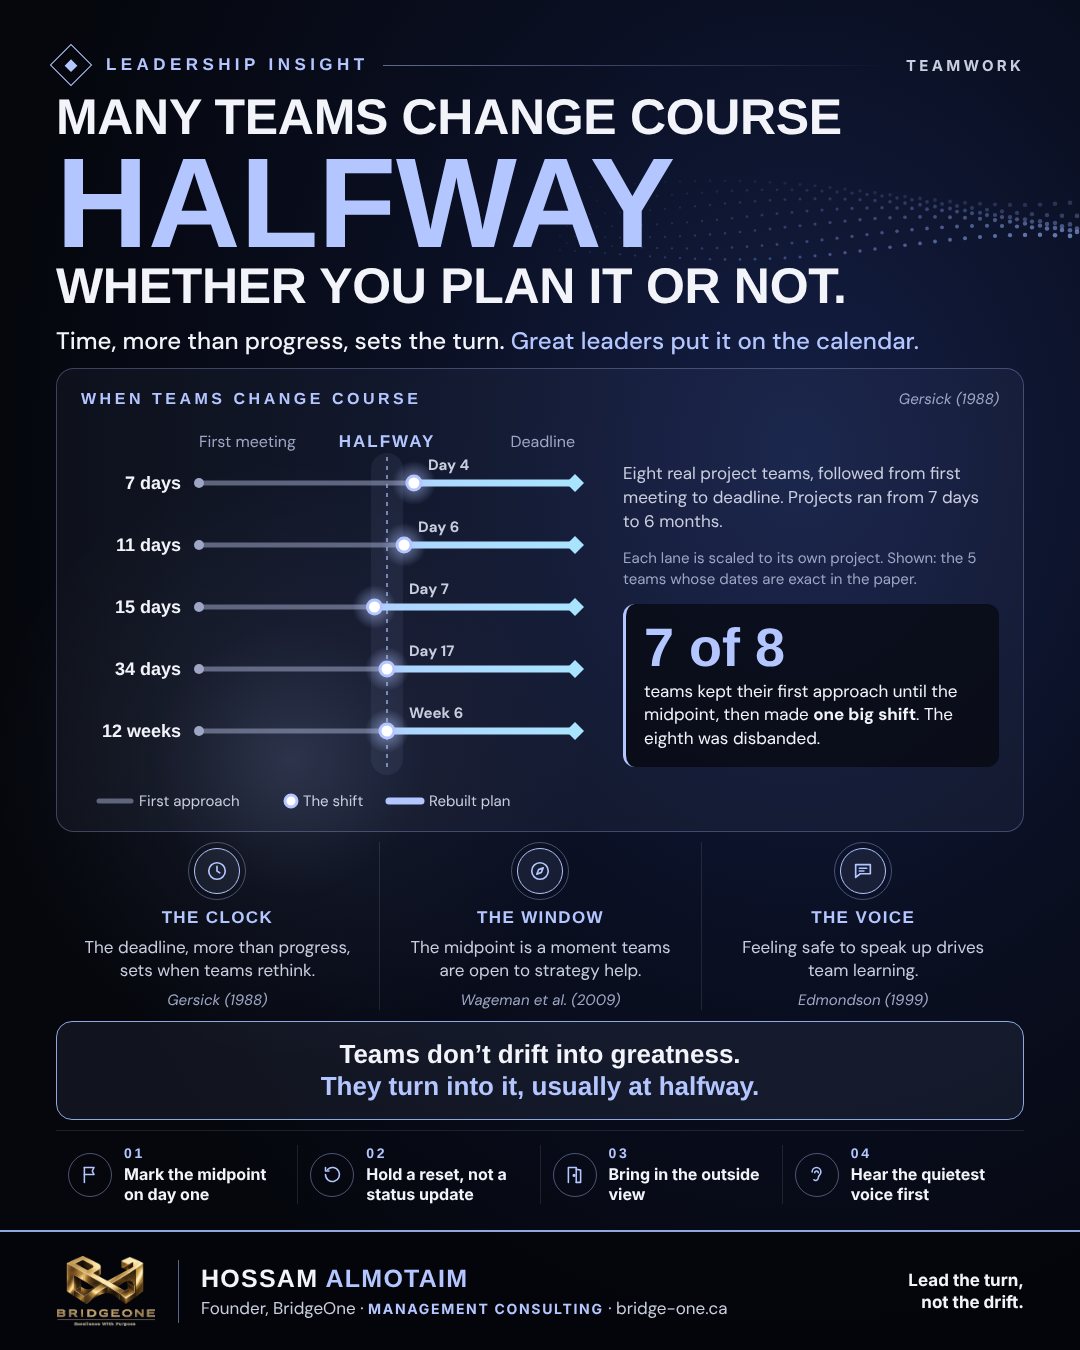 LEADERSHIP INSIGHT
TEAMWORK
MANY TEAMS CHANGE COURSE
HALFWAY
WHETHER YOU PLAN IT OR NOT.
Time, more than progress, sets the turn. Great leaders put it on the calendar.
WHEN TEAMS CHANGE COURSE
Gersick (1988)
First meeting
HALFWAY
Deadline
7 days
Day 4
11 days
Day 6
15 days
Day 7
34 days
Day 17
12 weeks
Week 6
First approach
The shift
Rebuilt plan
Eight real project teams, followed from first
meeting to deadline. Projects ran from 7 days
to 6 months.
Each lane is scaled to its own project. Shown: the 5
teams whose dates are exact in the paper.
7 of 8
teams kept their first approach until the
midpoint, then made one big shift. The
eighth was disbanded.
THE CLOCK
The deadline, more than progress,
sets when teams rethink.
Gersick (1988)
THE WINDOW
The midpoint is a moment teams
are open to strategy help.
Wageman et al. (2009)
THE VOICE
Feeling safe to speak up drives
team learning.
Edmondson (1999)
Teams don’t drift into greatness.
They turn into it, usually at halfway.
01
Mark the midpoint
on day one
02
Hold a reset, not a
status update
03
Bring in the outside
view
04
Hear the quietest
voice first
BRIDGEONE
Excellence With Purpose
HOSSAM ALMOTAIM
Founder, BridgeOne · MANAGEMENT CONSULTING · bridge-one.ca
Lead the turn,
not the drift.